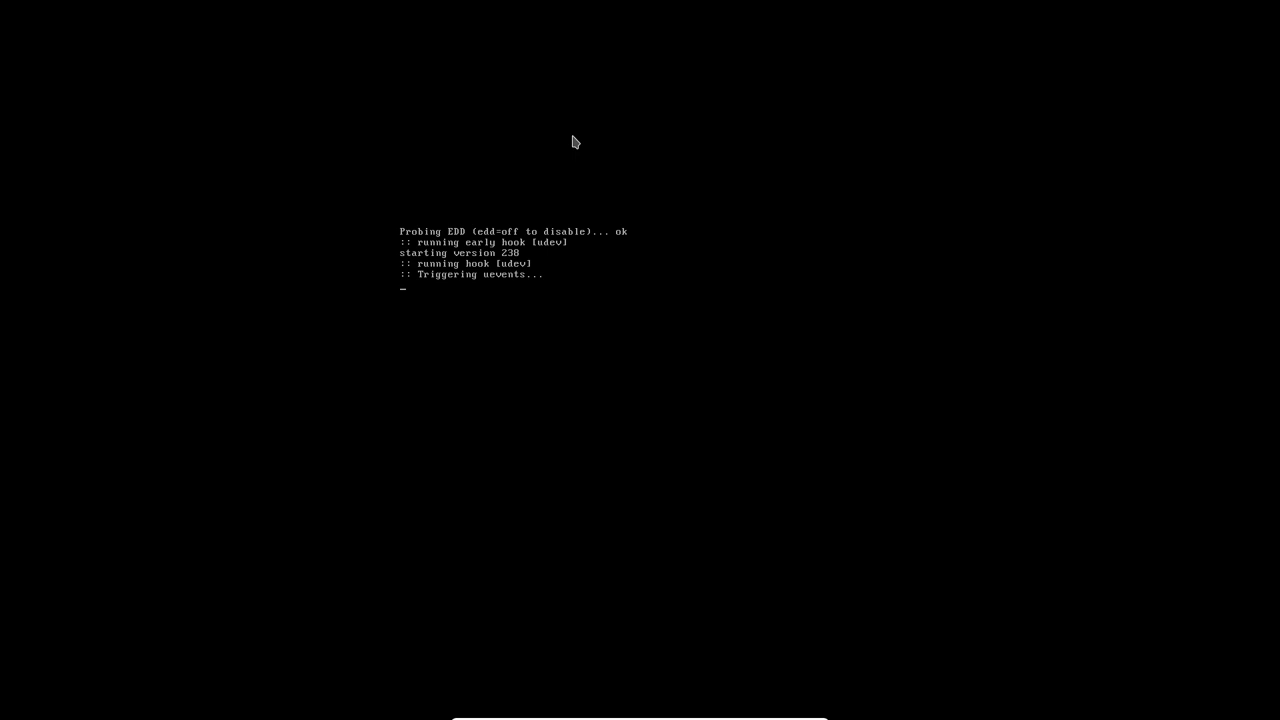 Probing EDD (edd=off to disable)... ok
:: running early hook [udev]
starting version 238
:: running hook [udev]
:: Triggering uevents...
_